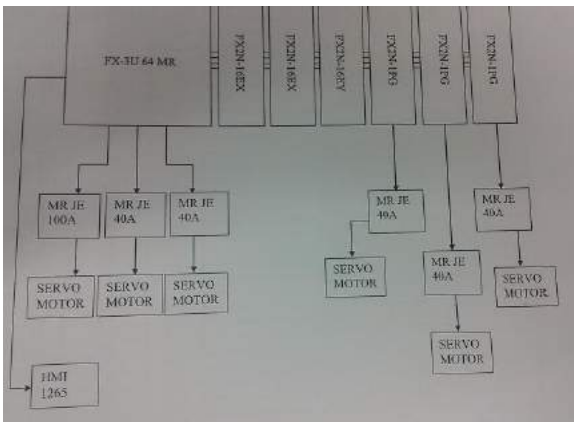 FX-3U 64 MR
FX2N-16EX
FX2N-16EX
FX2N-16EY
FX2N-1PG
FX2N-1PG
FX2N-1PG
MR JE
100A
MR JE
40A
MR JE
40A
MR JE
40A
MR JE
40A
MR JE
40A
SERVO
MOTOR
SERVO
MOTOR
SERVO
MOTOR
SERVO
MOTOR
SERVO
MOTOR
SERVO
MOTOR
HMI
1265